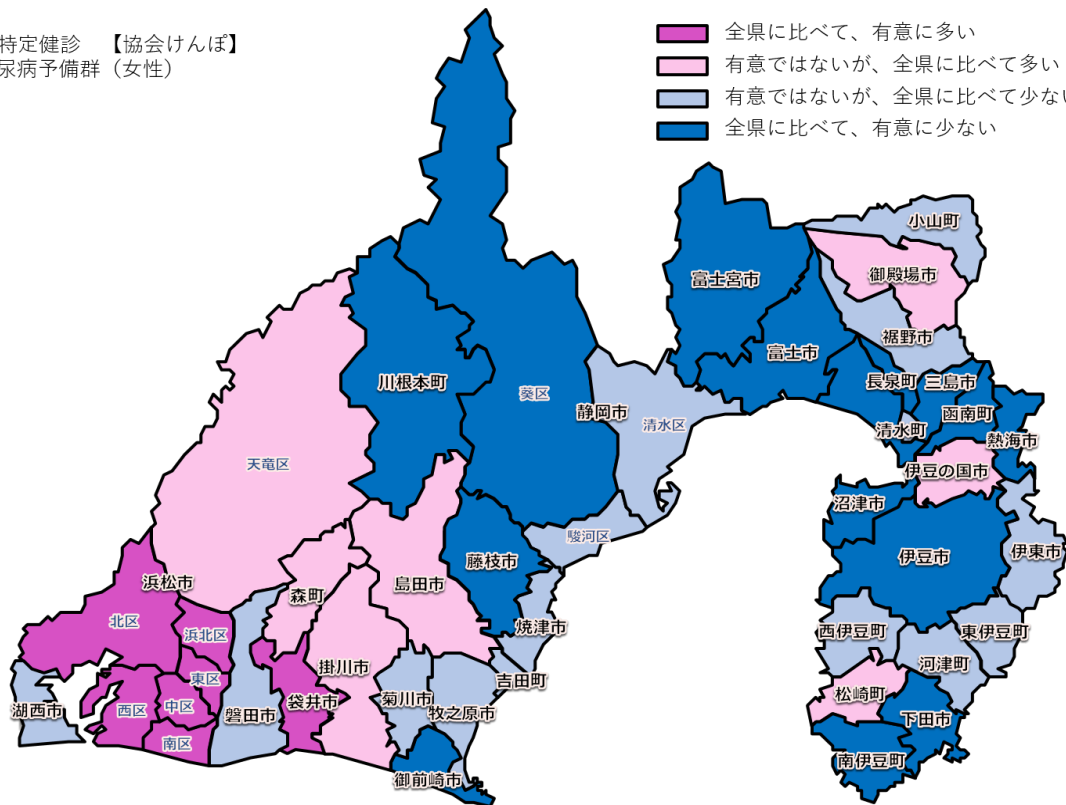 特定健診 【協会けんぽ】
尿病予備群（女性）
全県に比べて、有意に多い
有意ではないが、全県に比べて多い
有意ではないが、全県に比べて少ない
全県に比べて、有意に少ない
小山町
御殿場市
富士宮市
裾野市
富士市
長泉町
三島市
川根本町
葵区
静岡市
清水区
清水町
函南町
熱海市
天竜区
伊豆の国市
沼津市
駿河区
伊豆市
伊東市
藤枝市
浜松市
島田市
森町
北区
浜北区
焼津市
西伊豆町
東伊豆町
掛川市
河津町
東区
吉田町
菊川市
松崎町
湖西市
西区
中区
磐田市
袋井市
牧之原市
下田市
南区
御前崎市
南伊豆町